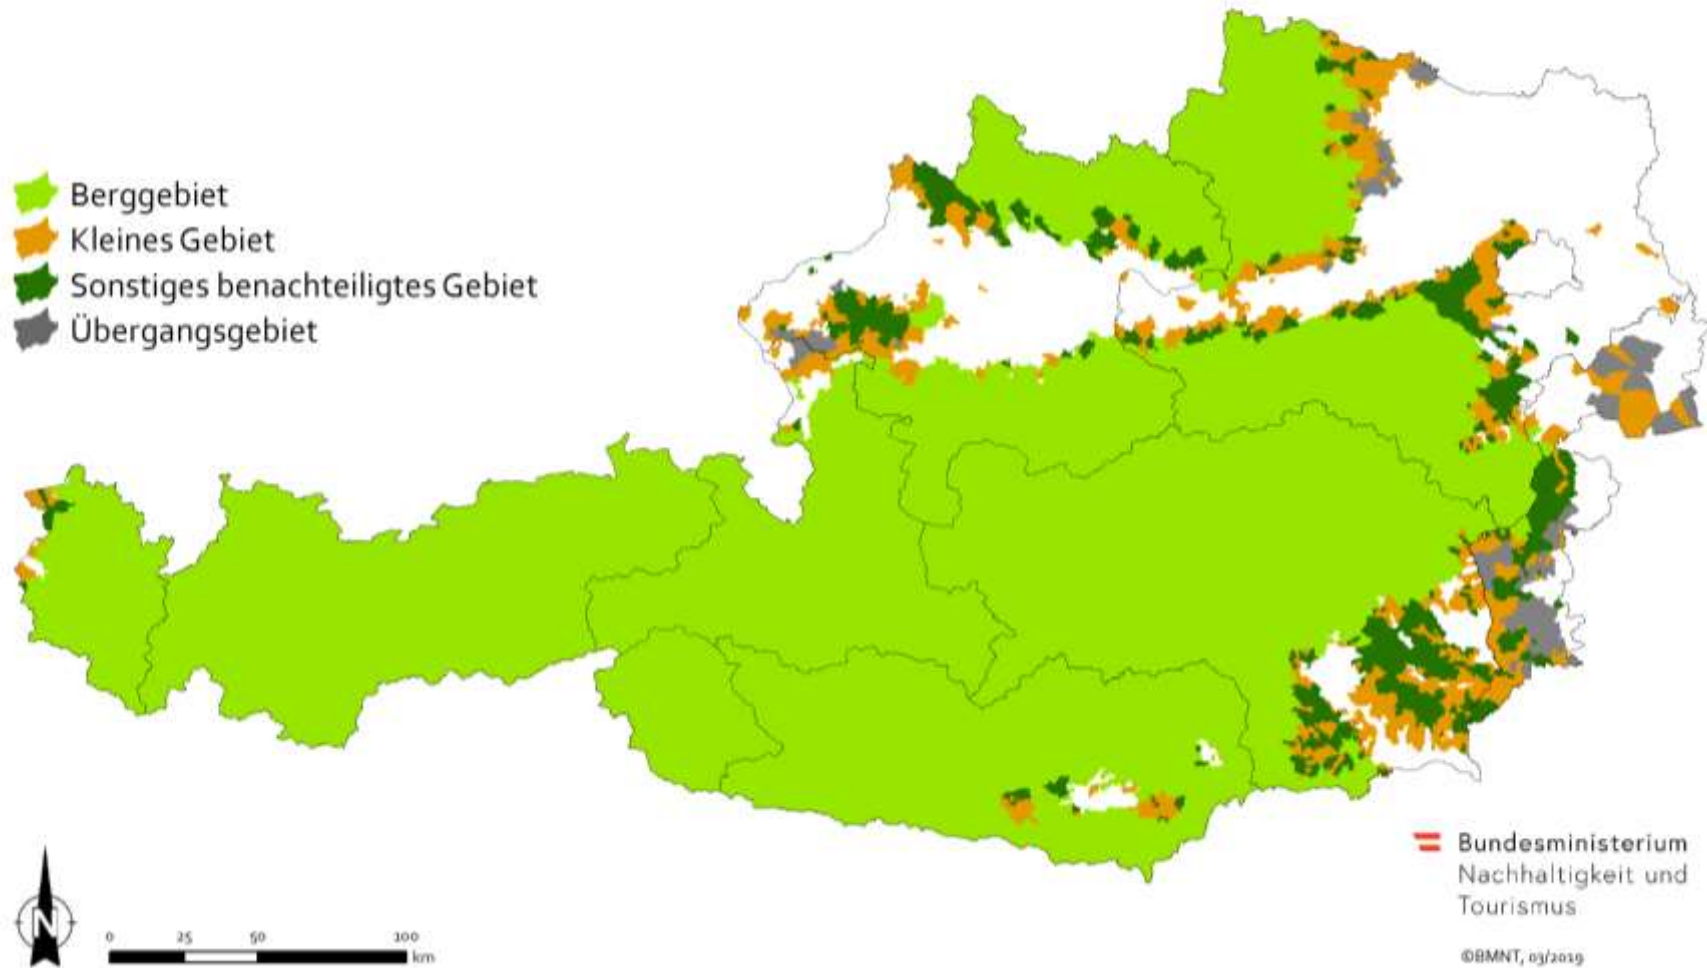 Berggebiet
Kleines Gebiet
Sonstiges benachteiligtes Gebiet
Übergangsgebiet
N
0 25 50 100
km
Bundesministerium
Nachhaltigkeit und
Tourismus
©BMNT, 03/2019